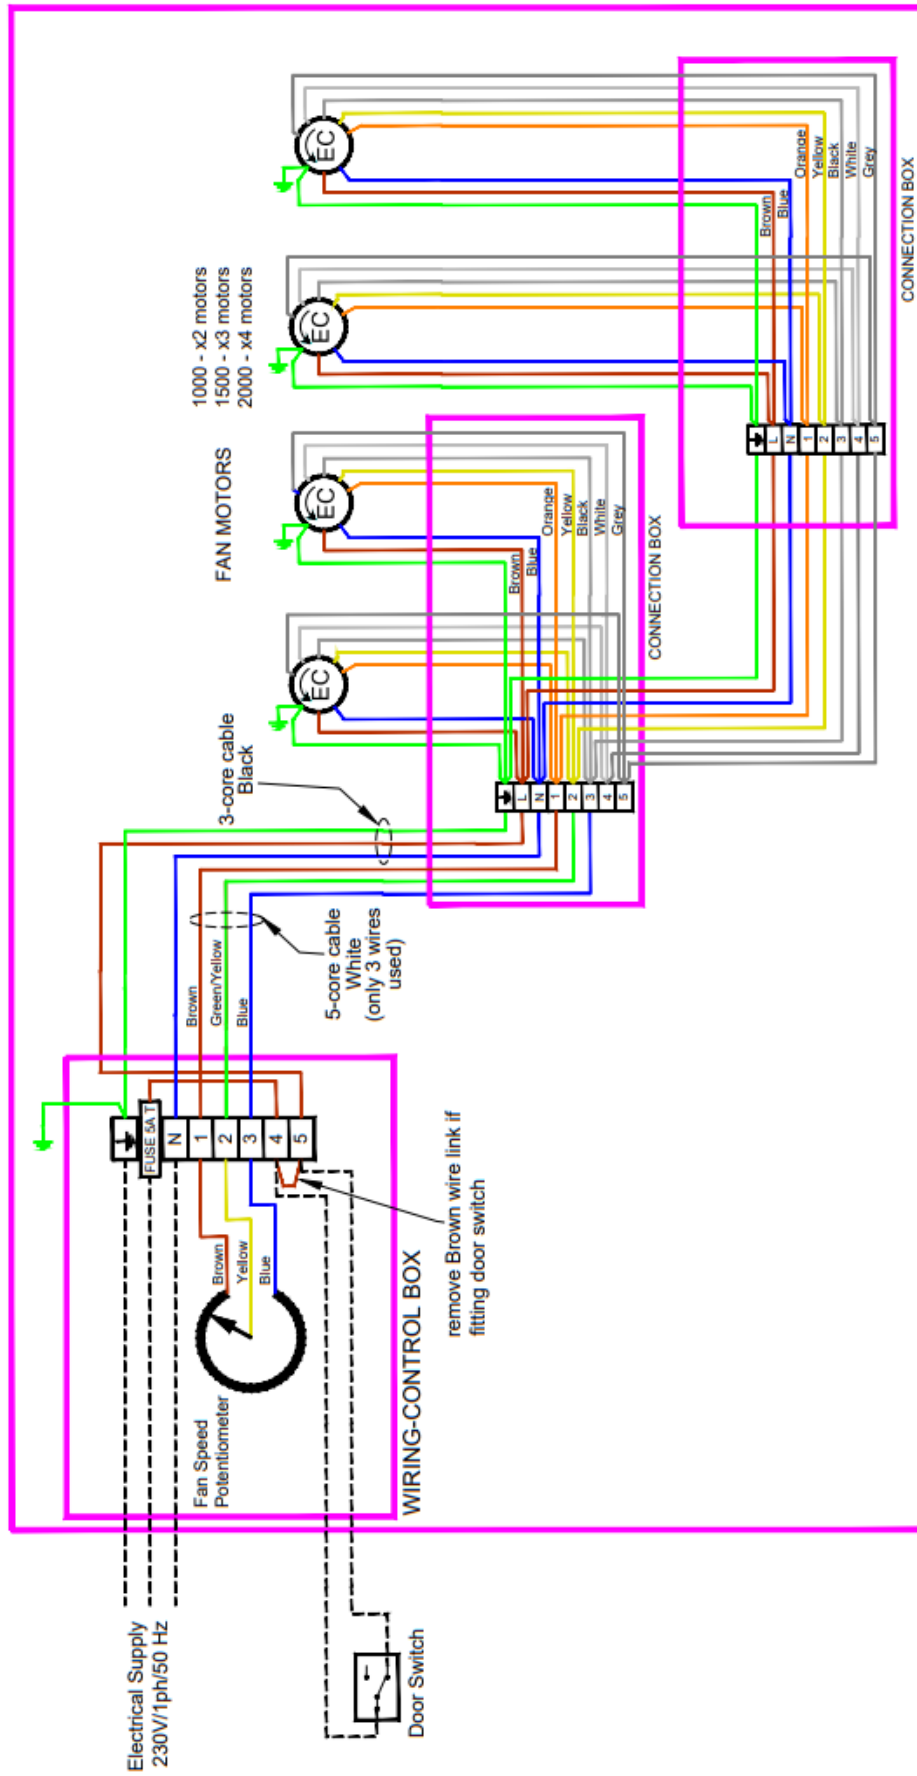 Electrical Supply
230V/1ph/50 Hz
Door Switch
Fan Speed
Potentiometer
Brown
Yellow
Blue
WIRING-CONTROL BOX
remove Brown wire link if
fitting door switch
FUSE 5A T
N
1
2
3
4
5
Brown
Green/Yellow
Blue
5-core cable
White
(only 3 wires
used)
3-core cable
Black
FAN MOTORS
1000 - x2 motors
1500 - x3 motors
2000 - x4 motors
EC
EC
EC
EC
L
N
1
2
3
4
5
Brown
Blue
Orange
Yellow
Black
White
Grey
CONNECTION BOX
L
N
1
2
3
4
5
Brown
Blue
Orange
Yellow
Black
White
Grey
CONNECTION BOX